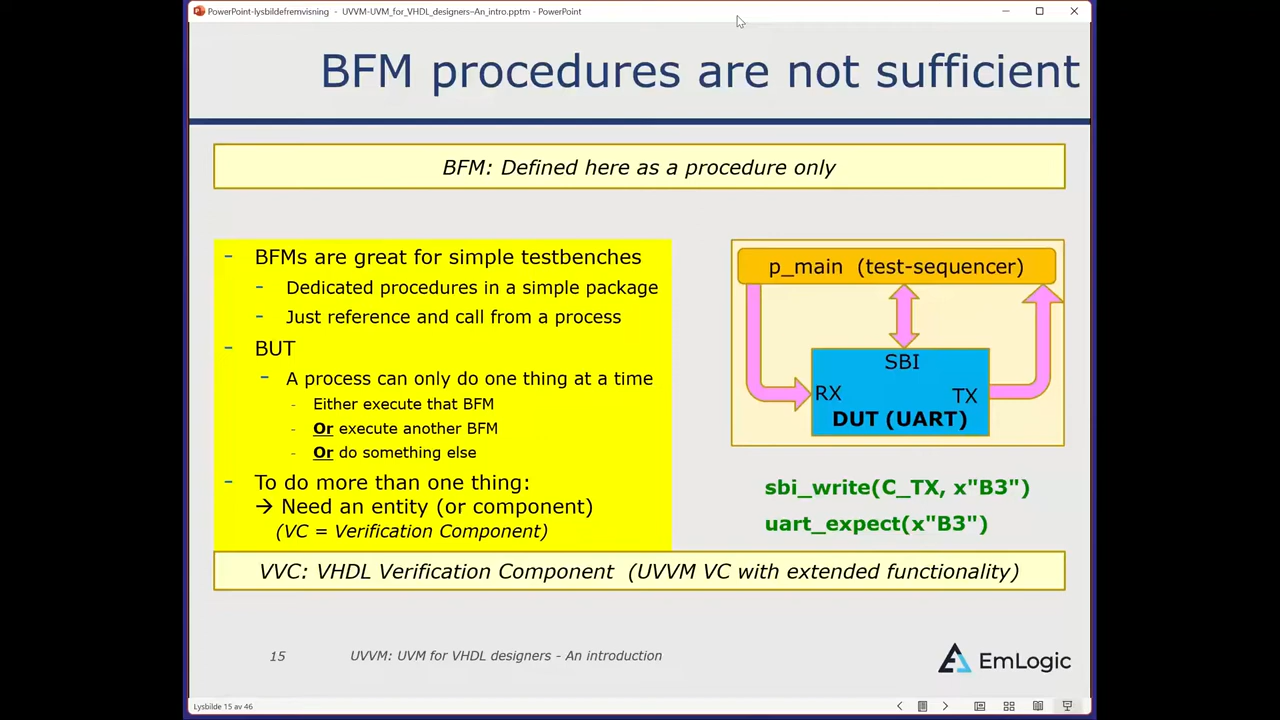 PowerPoint-lysbildefremvisning - UVVM-UVM_for_VHDL_designers–An_intro.pptm - PowerPoint
BFM procedures are not sufficient
BFM: Defined here as a procedure only
- BFMs are great for simple testbenches
- Dedicated procedures in a simple package
- Just reference and call from a process
- BUT
- A process can only do one thing at a time
- Either execute that BFM
- Or execute another BFM
- Or do something else
- To do more than one thing:
→ Need an entity (or component)
(VC = Verification Component)
p_main (test-sequencer)
SBI
RX
TX
DUT (UART)
sbi_write(C_TX, x"B3")
uart_expect(x"B3")
VVC: VHDL Verification Component (UVVM VC with extended functionality)
15
UVVM: UVM for VHDL designers - An introduction
EmLogic
Lysbilde 15 av 46